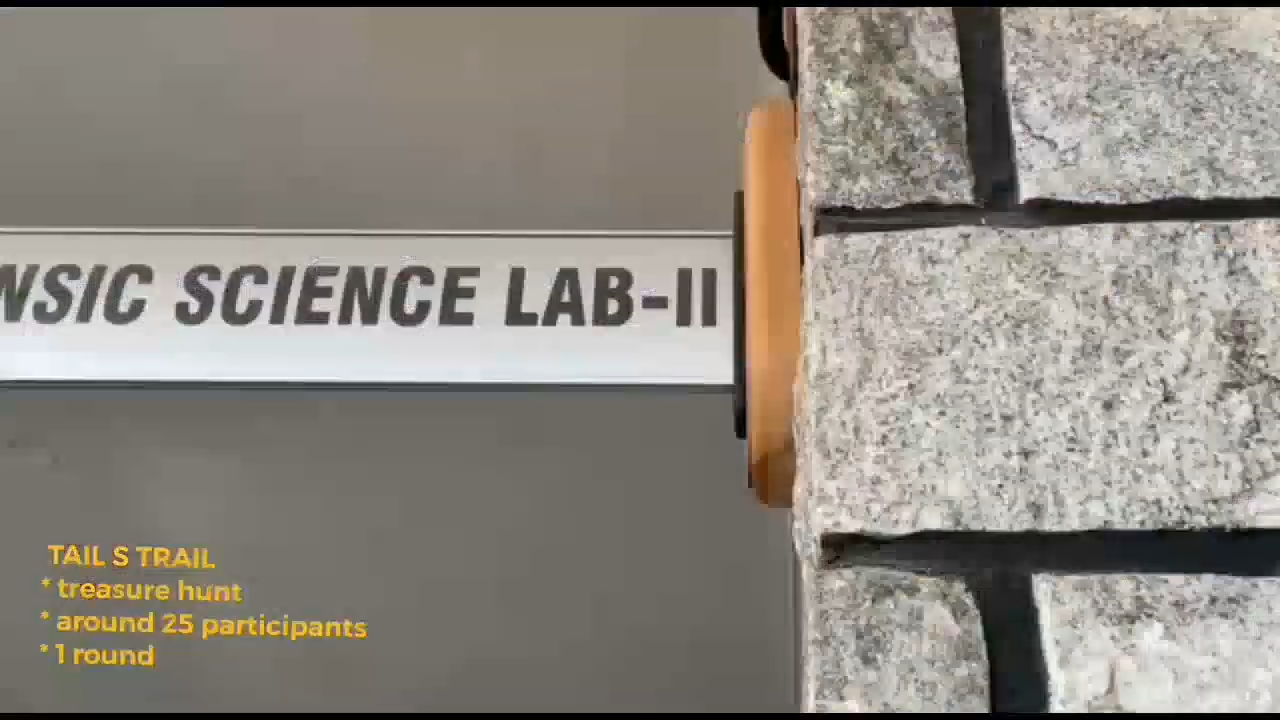 NSIC SCIENCE LAB-II
TAIL S TRAIL
* treasure hunt
* around 25 participants
* 1 round